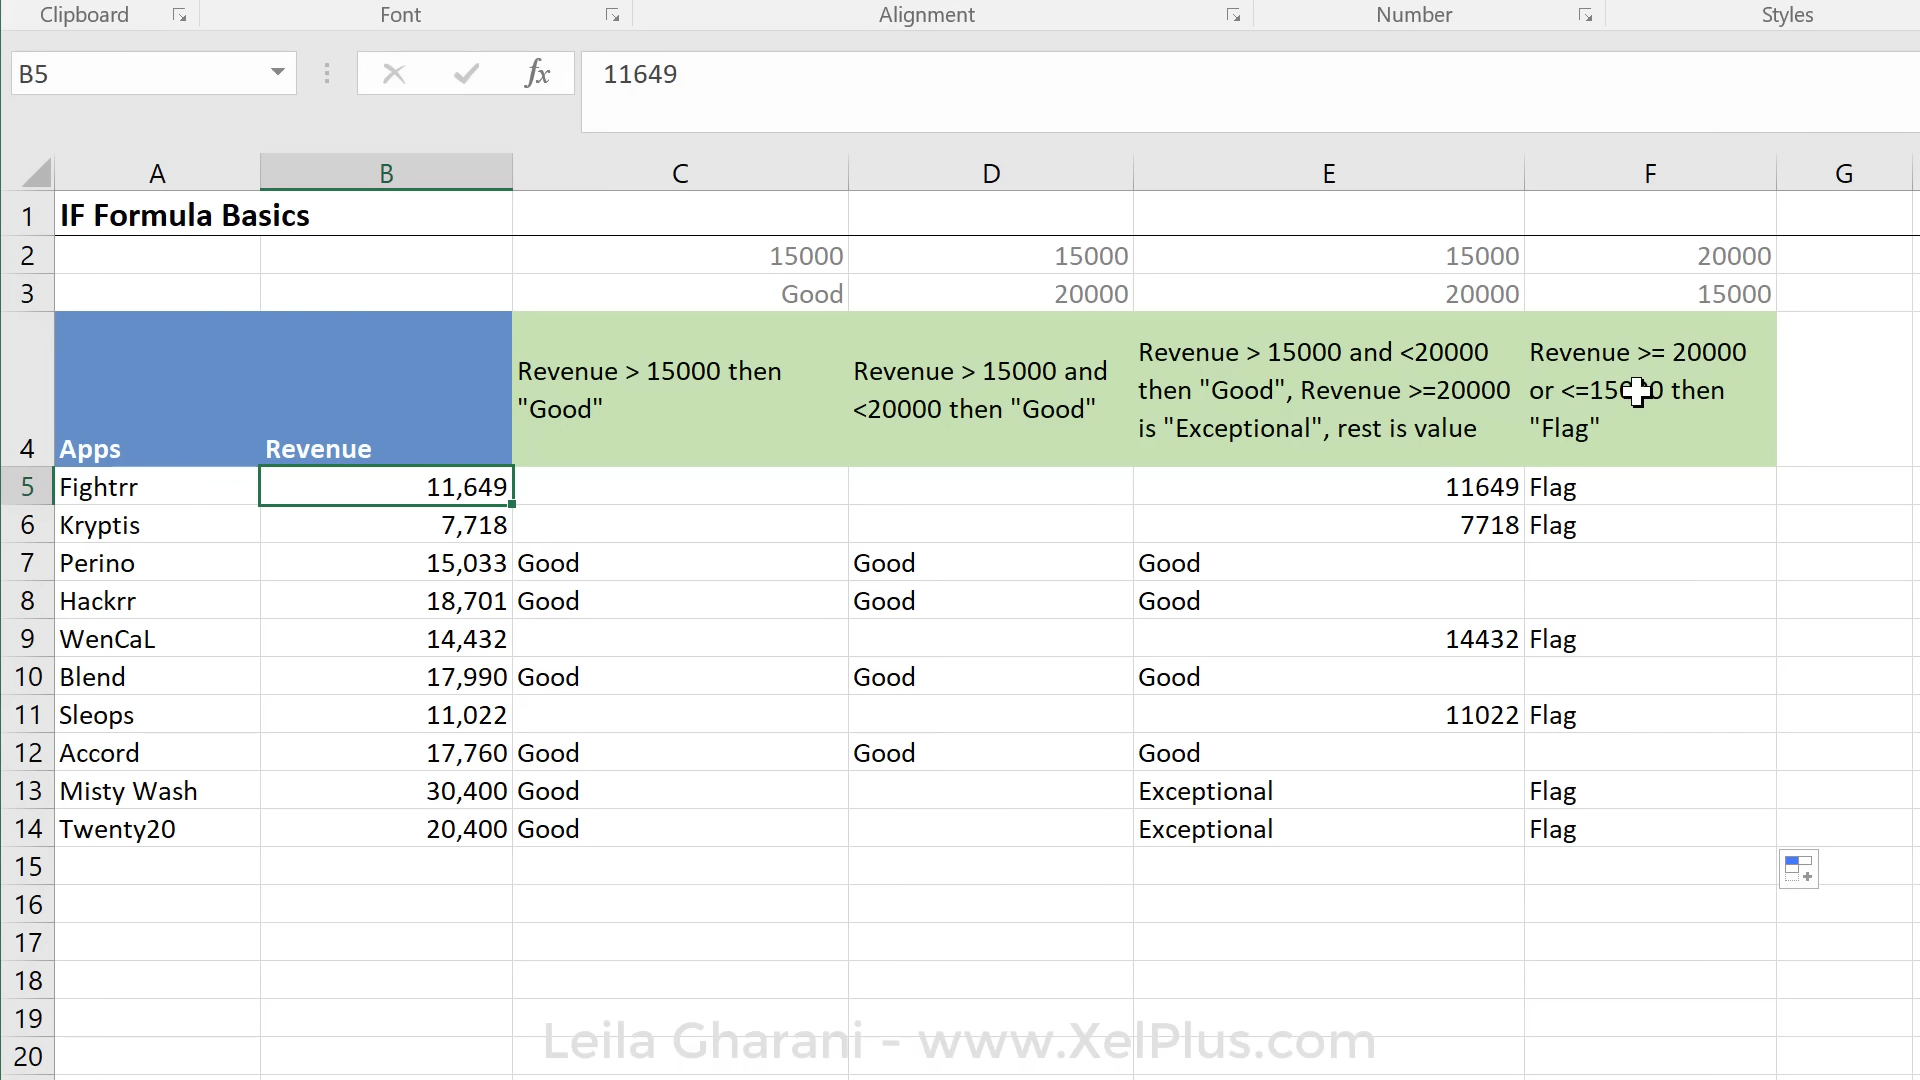 Clipboard Font Alignment Number Styles
B5 fx 11649
A B C D E F G
1 IF Formula Basics
2 15000 15000 15000 20000
3 Good 20000 20000 15000
4 Apps Revenue
Revenue > 15000 then
"Good"
Revenue > 15000 and
<20000 then "Good"
Revenue > 15000 and <20000
then "Good", Revenue >=20000
is "Exceptional", rest is value
Revenue >= 20000
or <=15000 then
"Flag"
5 Fightrr 11,649 11649 Flag
6 Kryptis 7,718 7718 Flag
7 Perino 15,033 Good Good Good
8 Hackrr 18,701 Good Good Good
9 WenCaL 14,432 14432 Flag
10 Blend 17,990 Good Good Good
11 Sleops 11,022 11022 Flag
12 Accord 17,760 Good Good Good
13 Misty Wash 30,400 Good Exceptional Flag
14 Twenty20 20,400 Good Exceptional Flag
15
16
17
18
19
20
Leila Gharani - www.XelPlus.com